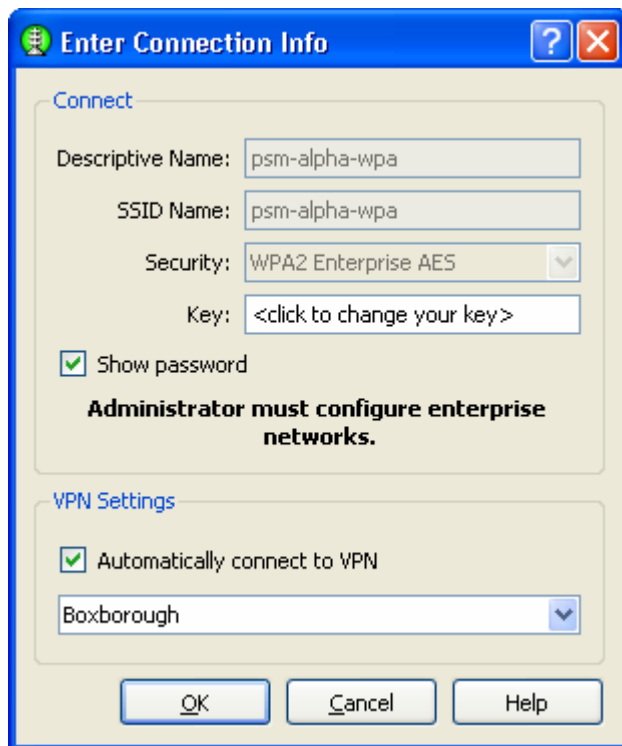 Enter Connection Info
Connect
Descriptive Name: psm-alpha-wpa
SSID Name: psm-alpha-wpa
Security: WPA2 Enterprise AES
Key: <click to change your key>
Show password
Administrator must configure enterprise
networks.
VPN Settings
Automatically connect to VPN
Boxborough
OK Cancel Help